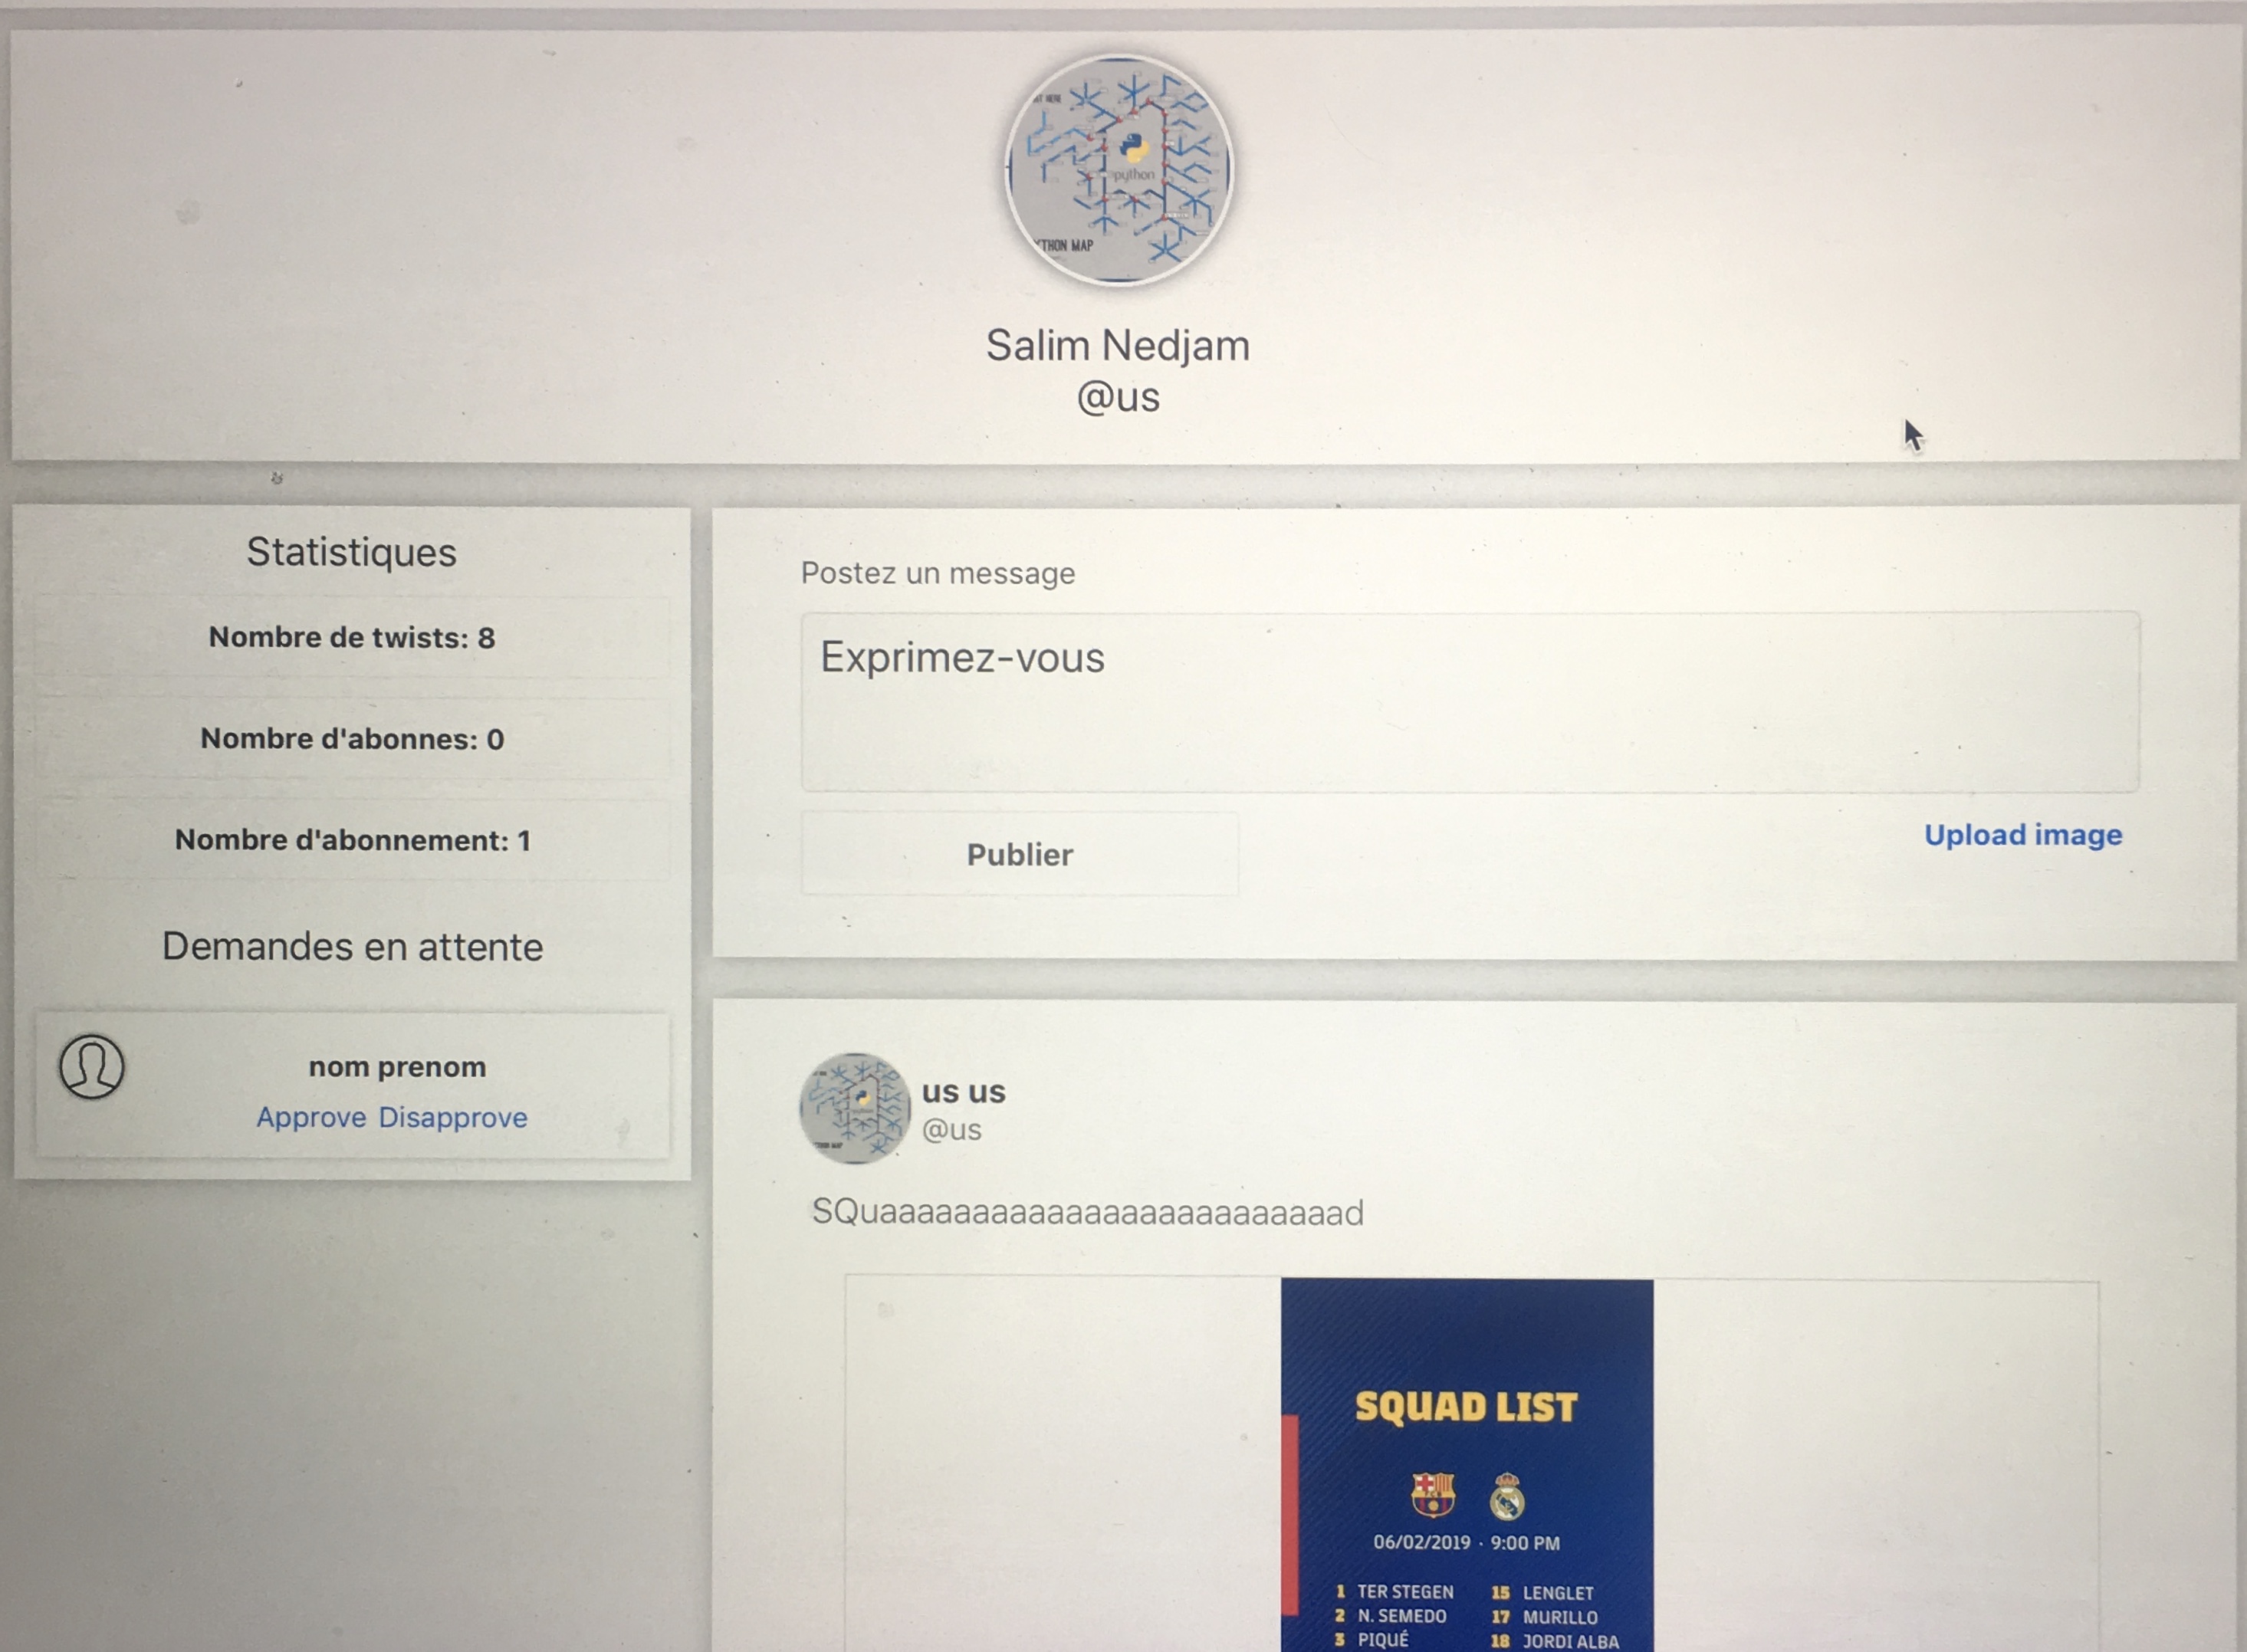 python
THON MAP
Salim Nedjam
@us
Statistiques
Nombre de twists: 8
Nombre d'abonnes: 0
Nombre d'abonnement: 1
Demandes en attente
nom prenom
Approve Disapprove
Postez un message
Exprimez-vous
Publier
Upload image
us us
@us
SQuaaaaaaaaaaaaaaaaaaaaaaaaaad
SQUAD LIST
06/02/2019 · 9:00 PM
1 TER STEGEN 15 LENGLET
2 N. SEMEDO 17 MURILLO
3 PIQUÉ 18 JORDI ALBA